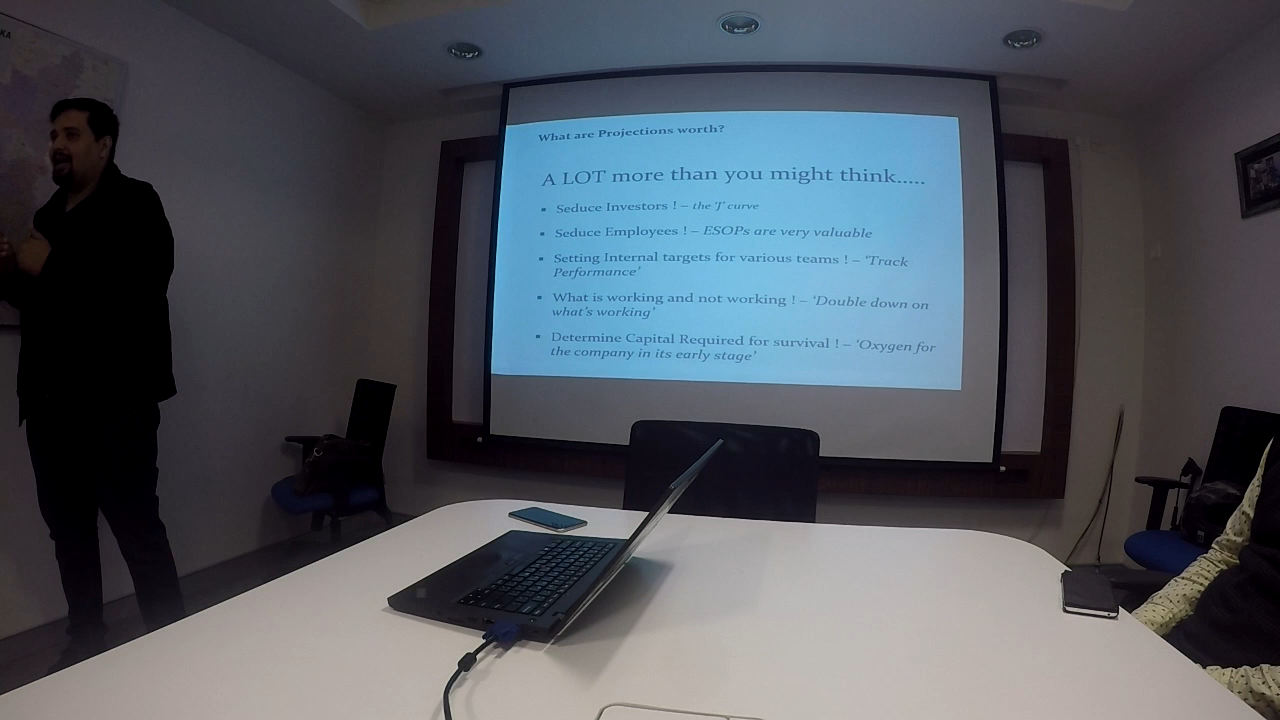 KA
What are Projections worth?
A LOT more than you might think.....
▪ Seduce Investors ! – the 'J' curve
▪ Seduce Employees ! – ESOPs are very valuable
▪ Setting Internal targets for various teams ! – 'Track
Performance'
▪ What is working and not working ! – 'Double down on
what's working'
▪ Determine Capital Required for survival ! – 'Oxygen for
the company in its early stage'